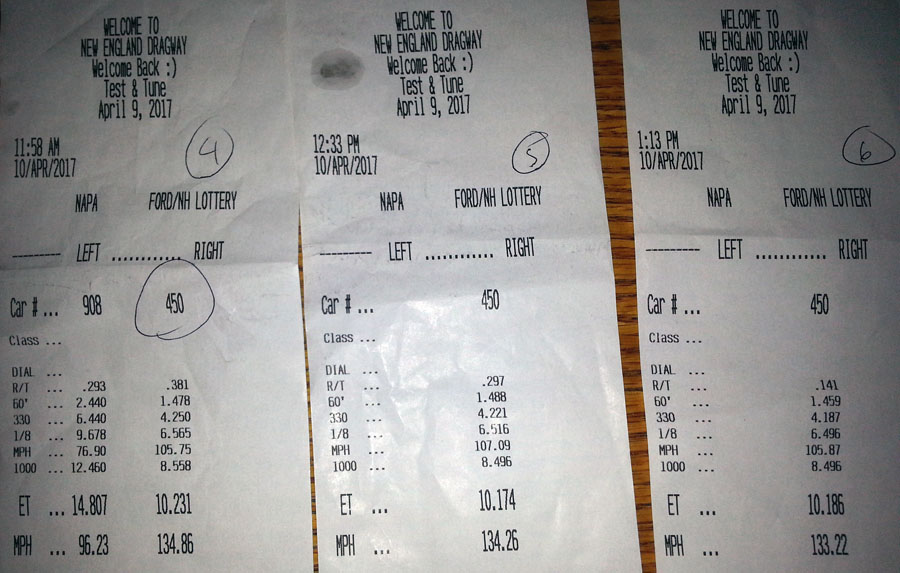 WELCOME TO
NEW ENGLAND DRAGWAY
Welcome Back :)
Test & Tune
April 9, 2017
11:58 AM
10/APR/2017
4
NAPA FORD/NH LOTTERY
--------- LEFT ............ RIGHT
Car # ... 908 450
Class ...
DIAL ...
R/T ... .293 .381
60' ... 2.440 1.478
330 ... 6.440 4.250
1/8 ... 9.678 6.565
MPH ... 76.90 105.75
1000 ... 12.460 8.558
ET ... 14.807 10.231
MPH ... 96.23 134.86
WELCOME TO
NEW ENGLAND DRAGWAY
Welcome Back :)
Test & Tune
April 9, 2017
12:33 PM
10/APR/2017
5
NAPA FORD/NH LOTTERY
--------- LEFT ............ RIGHT
Car # ... 450
Class ...
DIAL ...
R/T ... .297
60' ... 1.488
330 ... 4.221
1/8 ... 6.516
MPH ... 107.09
1000 ... 8.496
ET ... 10.174
MPH ... 134.26
WELCOME TO
NEW ENGLAND DRAGWAY
Welcome Back :)
Test & Tune
April 9, 2017
1:13 PM
10/APR/2017
6
NAPA FORD/NH LOTTERY
--------- LEFT ............ RIGHT
Car # ... 450
Class ...
DIAL ...
R/T ... .141
60' ... 1.459
330 ... 4.187
1/8 ... 6.496
MPH ... 105.87
1000 ... 8.496
ET ... 10.186
MPH ... 133.22